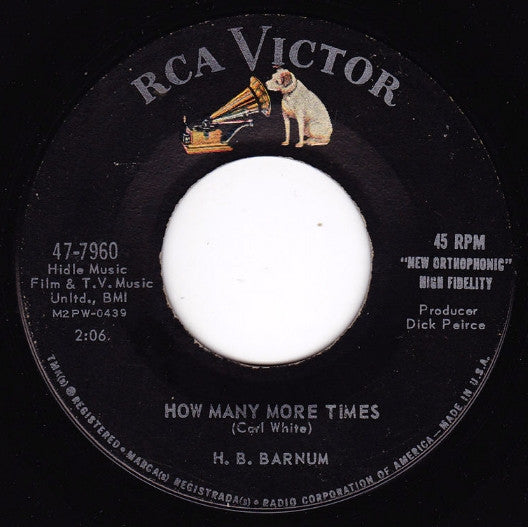 RCA VICTOR
47-7960
Hidle Music
Film & T.V. Music
Unltd., BMI
M2PW-0439
2:06
45 RPM
"NEW ORTHOPHONIC"
HIGH FIDELITY
Producer
Dick Peirce
HOW MANY MORE TIMES
(Carl White)
H. B. BARNUM
TMK(s) ® REGISTERED • MARCA(s) REGISTRADA(s) • RADIO CORPORATION OF AMERICA—MADE IN U.S.A.